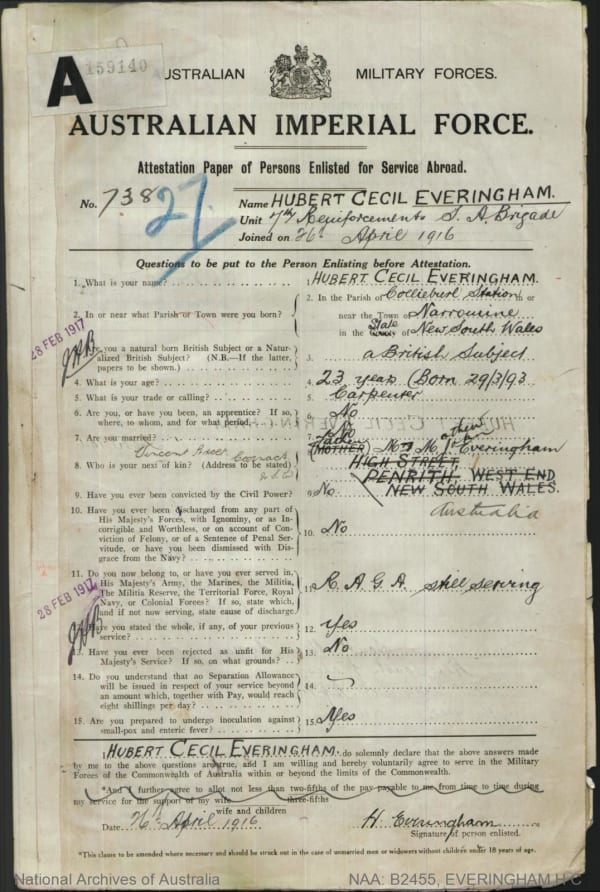 A
159140
AUSTRALIAN MILITARY FORCES.
AUSTRALIAN IMPERIAL FORCE.
Attestation Paper of Persons Enlisted for Service Abroad.
No. 738
27
Name HUBERT CECIL EVERINGHAM.
Unit 7th Reinforcements S. A. Brigade
Joined on 26th April 1916
Questions to be put to the Person Enlisting before Attestation.
1. What is your name? 1. HUBERT CECIL EVERINGHAM.
2. In or near what Parish or Town were you born? 2. In the Parish of Collieburl Station in or
near the Town of Narromine
in the County of State New South Wales
28 FEB 1917
3. Are you a natural born British Subject or a Naturalized British Subject? (N.B.—If the latter, papers to be shown.) 3. a British Subject
4. What is your age? 4. 23 years (Born 29/3/93
5. What is your trade or calling? 5. Carpenter
6. Are you, or have you been, an apprentice? If so, where, to whom, and for what period. 6. No
7. Are you married? 7. No
8. Who is your next of kin? (Address to be stated) (MOTHER) Mrs M. J. Everingham
HIGH STREET,
PENRITH, WEST END
NEW SOUTH WALES.
Australia
9. Have you ever been convicted by the Civil Power? 9. No
10. Have you ever been discharged from any part of
His Majesty's Forces, with Ignominy, or as Incorrigible and Worthless, or on account of Conviction of Felony, or of a Sentence of Penal Servitude, or have you been dismissed with Disgrace from the Navy? 10. No
11. Do you now belong to, or have you ever served in,
His Majesty's Army, the Marines, the Militia,
the Militia Reserve, the Territorial Force, Royal
Navy, or Colonial Forces? If so, state which,
and if not now serving, state cause of discharge 11. R. A. G. A. still serving
28 FEB 1917
12. Have you stated the whole, if any, of your previous service? 12. Yes
13. Have you ever been rejected as unfit for His Majesty's Service? If so, on what grounds? 13. No
14. Do you understand that no Separation Allowance
will be issued in respect of your service beyond
an amount which, together with Pay, would reach
eight shillings per day? 14.
15. Are you prepared to undergo inoculation against
small-pox and enteric fever? 15. Yes
I HUBERT CECIL EVERINGHAM. do solemnly declare that the above answers made
by me to the above questions are true, and I am willing and hereby voluntarily agree to serve in the Military
Forces of the Commonwealth of Australia within or beyond the limits of the Commonwealth.
*And I further agree to allot not less than two-fifths of the pay payable to me from time to time during
three-fifths
my service for the support of my wife
wife and children
Date 26th April 1916 H. Everingham
Signature of person enlisted.
*This clause to be amended where necessary and should be struck out in the case of unmarried men or widowers without children under 18 years of age.
National Archives of Australia NAA: B2455, EVERINGHAM H C